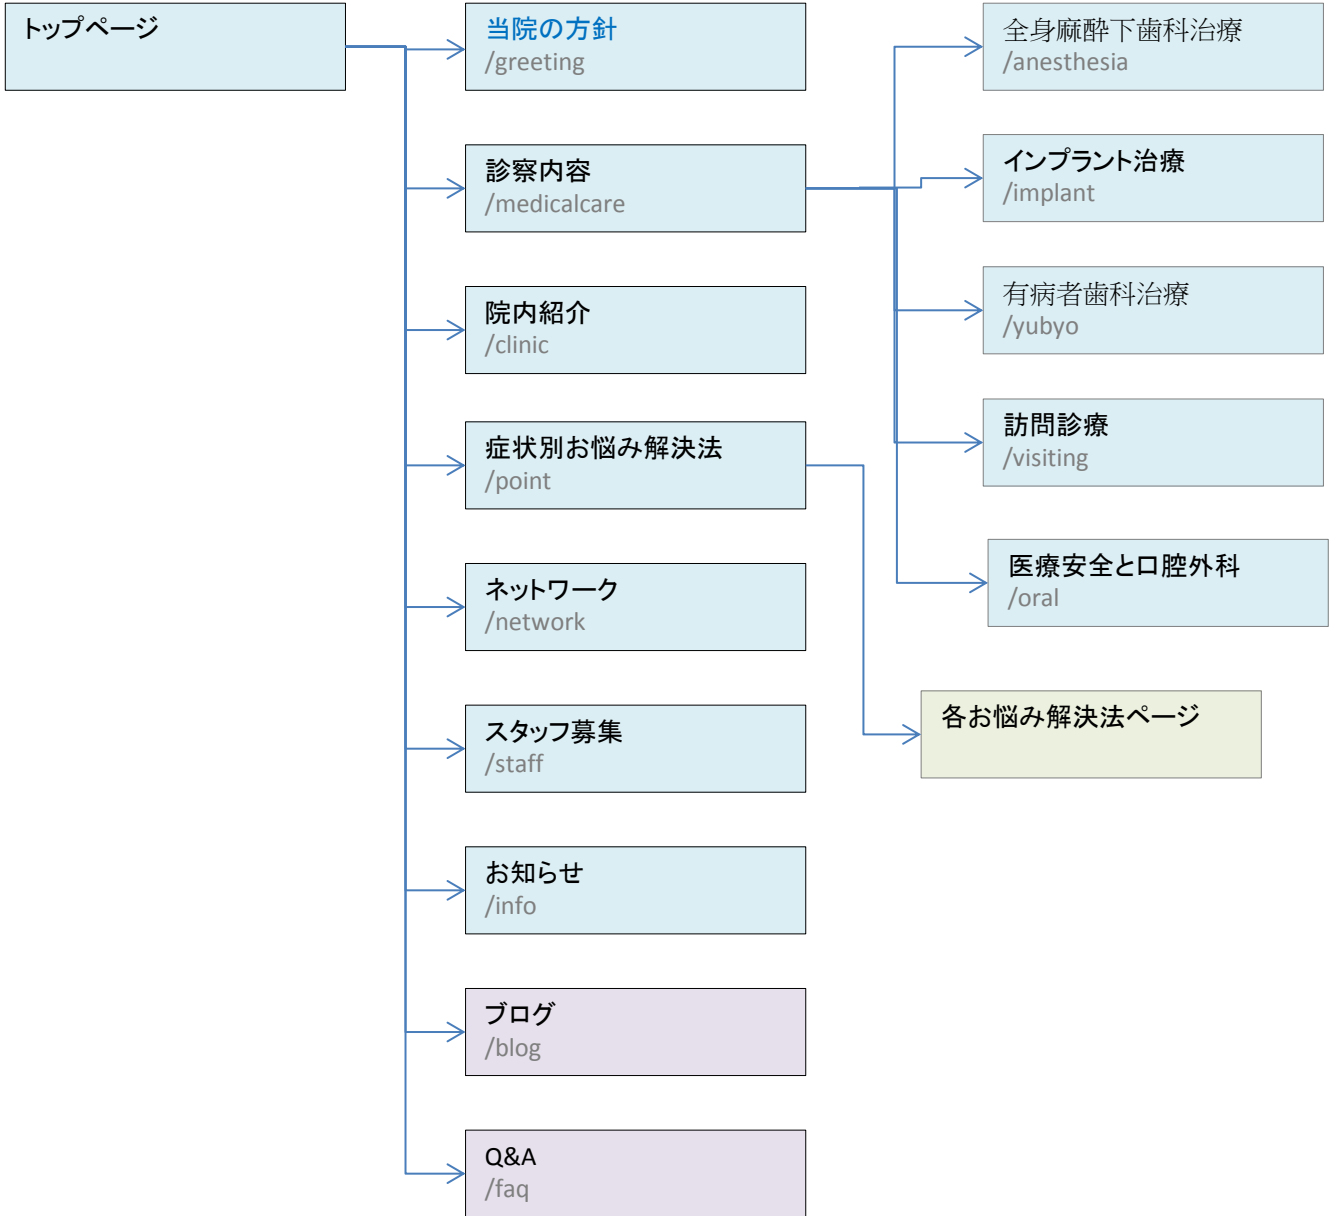 トップページ
当院の方針
/greeting
診察内容
/medicalcare
院内紹介
/clinic
症状別お悩み解決法
/point
ネットワーク
/network
スタッフ募集
/staff
お知らせ
/info
ブログ
/blog
Q&A
/faq
全身麻酔下歯科治療
/anesthesia
インプラント治療
/implant
有病者歯科治療
/yubyo
訪問診療
/visiting
医療安全と口腔外科
/oral
各お悩み解決法ページ